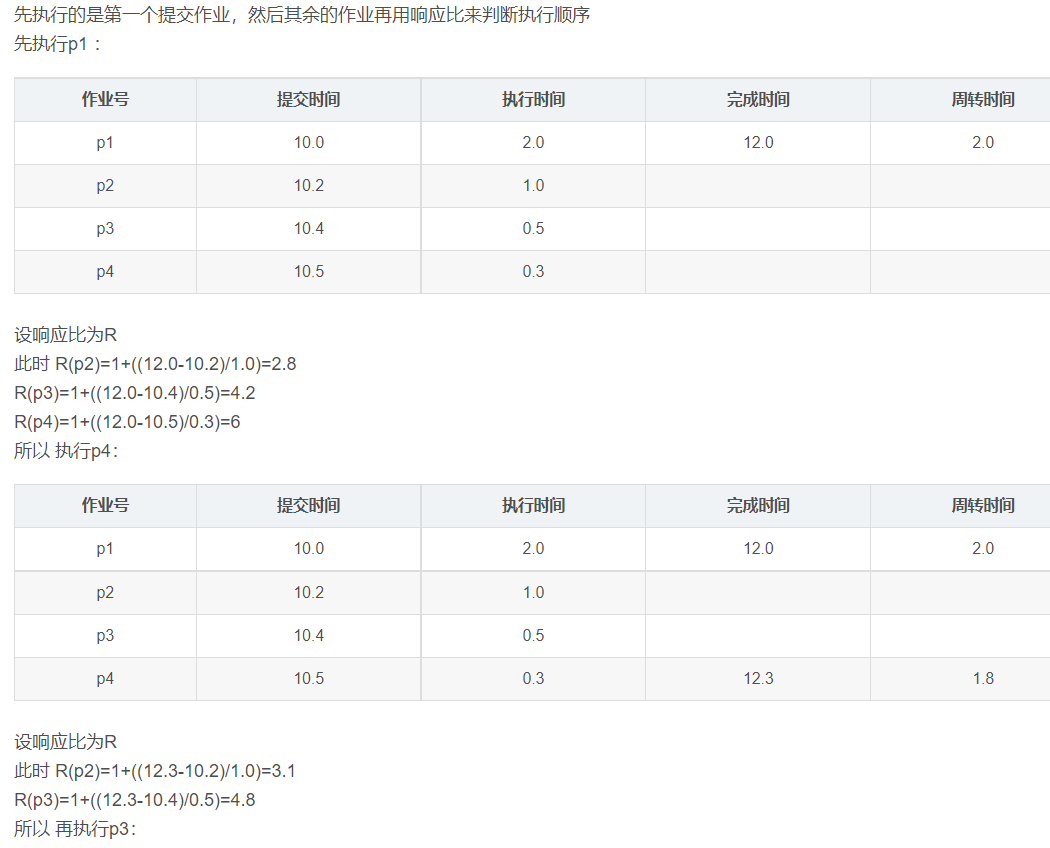 先执行的是第一个提交作业，然后其余的作业再用响应比来判断执行顺序
先执行p1：
作业号 提交时间 执行时间 完成时间 周转时间
p1 10.0 2.0 12.0 2.0
p2 10.2 1.0
p3 10.4 0.5
p4 10.5 0.3
设响应比为R
此时 R(p2)=1+((12.0-10.2)/1.0)=2.8
R(p3)=1+((12.0-10.4)/0.5)=4.2
R(p4)=1+((12.0-10.5)/0.3)=6
所以 执行p4：
作业号 提交时间 执行时间 完成时间 周转时间
p1 10.0 2.0 12.0 2.0
p2 10.2 1.0
p3 10.4 0.5
p4 10.5 0.3 12.3 1.8
设响应比为R
此时 R(p2)=1+((12.3-10.2)/1.0)=3.1
R(p3)=1+((12.3-10.4)/0.5)=4.8
所以 再执行p3：